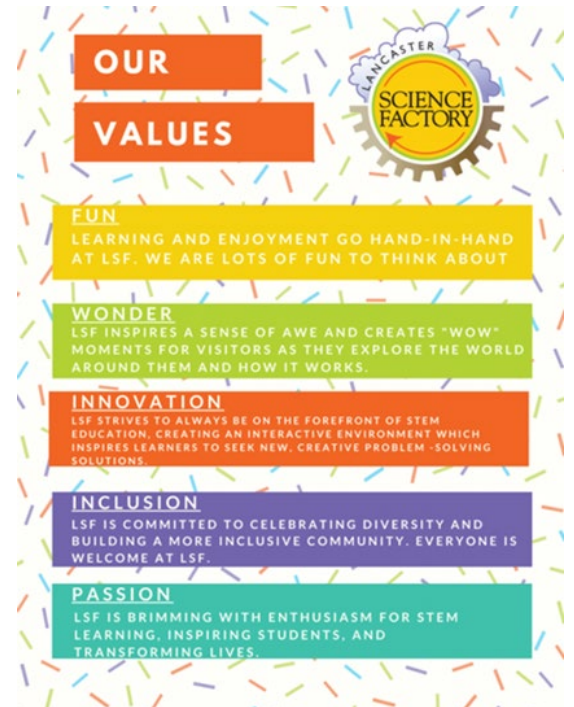 OUR
VALUES
LANCASTER
SCIENCE
FACTORY
FUN
LEARNING AND ENJOYMENT GO HAND-IN-HAND
AT LSF. WE ARE LOTS OF FUN TO THINK ABOUT
WONDER
LSF INSPIRES A SENSE OF AWE AND CREATES "WOW"
MOMENTS FOR VISITORS AS THEY EXPLORE THE WORLD
AROUND THEM AND HOW IT WORKS.
INNOVATION
LSF STRIVES TO ALWAYS BE ON THE FOREFRONT OF STEM
EDUCATION, CREATING AN INTERACTIVE ENVIRONMENT WHICH
INSPIRES LEARNERS TO SEEK NEW, CREATIVE PROBLEM -SOLVING
SOLUTIONS.
INCLUSION
LSF IS COMMITTED TO CELEBRATING DIVERSITY AND
BUILDING A MORE INCLUSIVE COMMUNITY. EVERYONE IS
WELCOME AT LSF.
PASSION
LSF IS BRIMMING WITH ENTHUSIASM FOR STEM
LEARNING, INSPIRING STUDENTS, AND
TRANSFORMING LIVES.